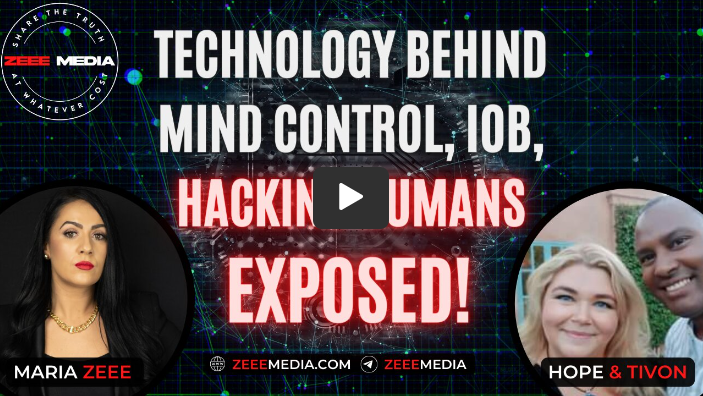 SHARE THE TRUTH
ZEEE MEDIA
AT WHATEVER COST
TECHNOLOGY BEHIND
MIND CONTROL, IOB,
EXPOSED!
MARIA ZEEE
ZEEEMEDIA.COM
ZEEEMEDIA
HOPE & TIVON